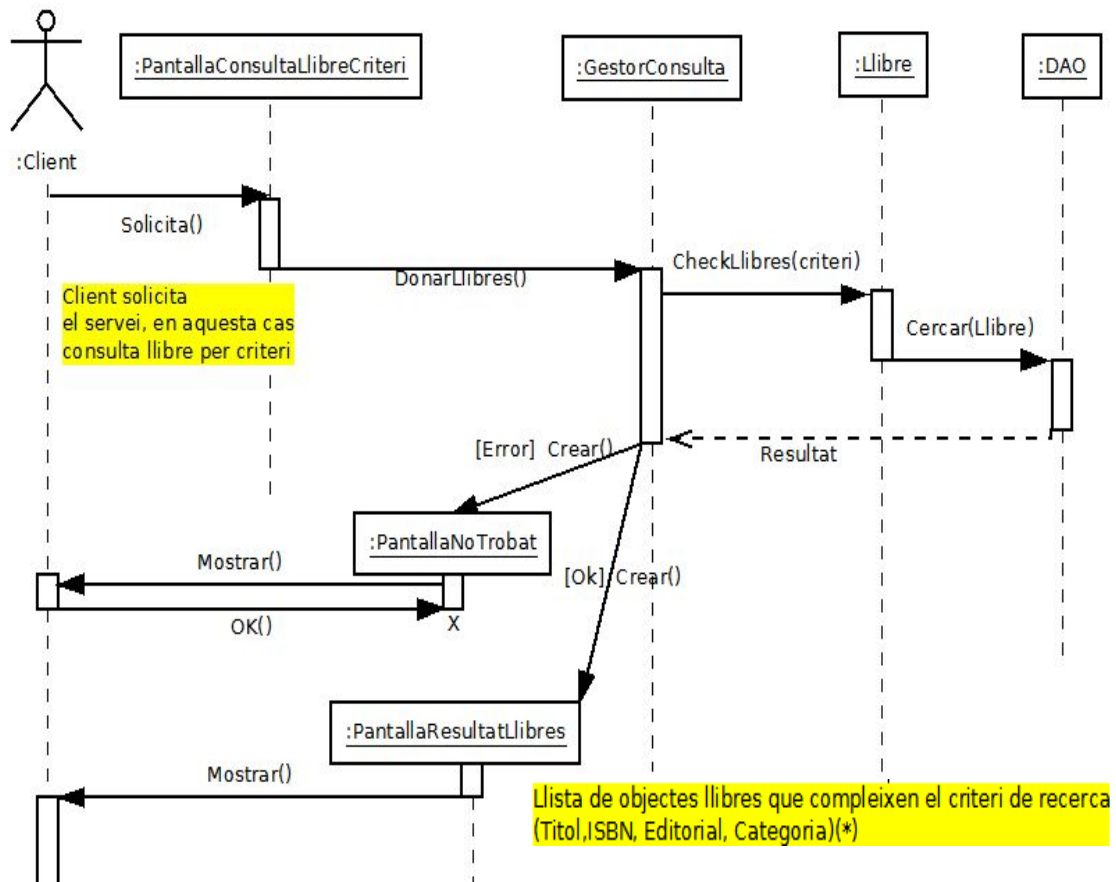 :PantallaConsultaLlibreCriteri
:GestorConsulta
:Llibre
:DAO
:Client
Solicita()
DonarLlibres()
CheckLlibres(criteri)
Client solicita
el servei, en aquesta cas
consulta llibre per criteri
Cercar(Llibre)
[Error] Crear()
Resultat
:PantallaNoTrobat
Mostrar()
[Ok] Crear()
OK()
X
:PantallaResultatLlibres
Mostrar()
Llista de objectes llibres que compleixen el criteri de recerca
(Titol,ISBN, Editorial, Categoria)(*)